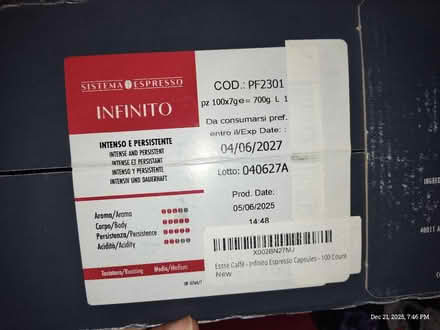 SISTEMA ESPRESSO
INFINITO
INTENSO E PERSISTENTE
INTENSE AND PERSISTENT
INTENSE ET PERSISTANT
INTENSO Y PERSISTENTE
INTENSIV UND DAUERHAFT
Aroma/Aroma
Corpo/Body
Persistenza/Persistence
Acidità/Acidity
Tostatura/Roasting Medio/Medium
COD.: PF2301
pz 100x7g e = 700g L 1
Da consumarsi pref.
entro il/Exp Date: :
04/06/2027
Lotto: 040627A
Prod. Date:
05/06/2025
14:48
Caffè - Infinito Espresso Capsules - 100 Count
New
Dec 21, 2025, 7:46 PM